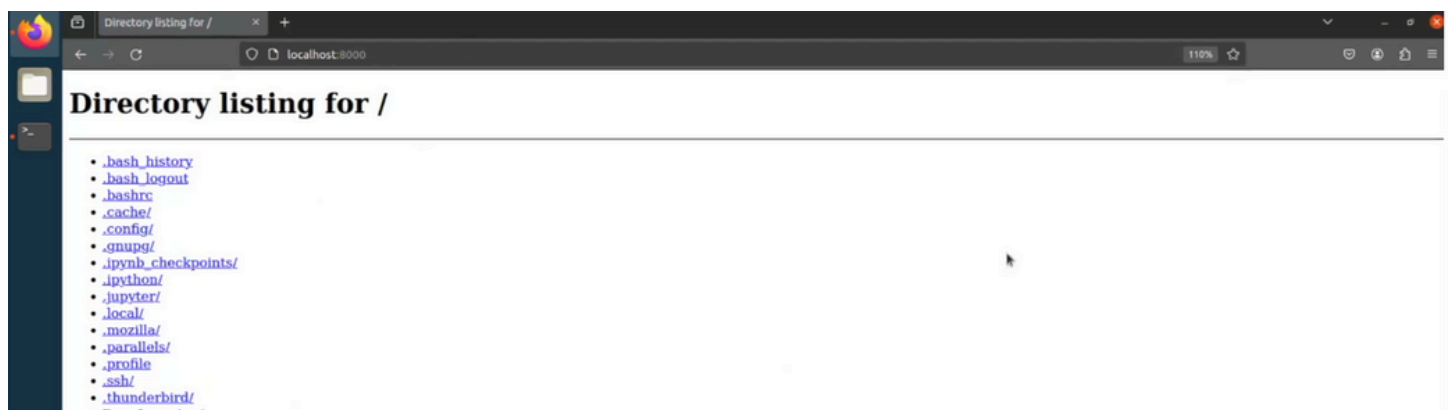 Directory listing for /
localhost:8000
110%
Directory listing for /
.bash_history
.bash_logout
.bashrc
.cache/
.config/
.gnupg/
.ipynb_checkpoints/
.ipython/
.jupyter/
.local/
.mozilla/
.parallels/
.profile
.ssh/
.thunderbird/